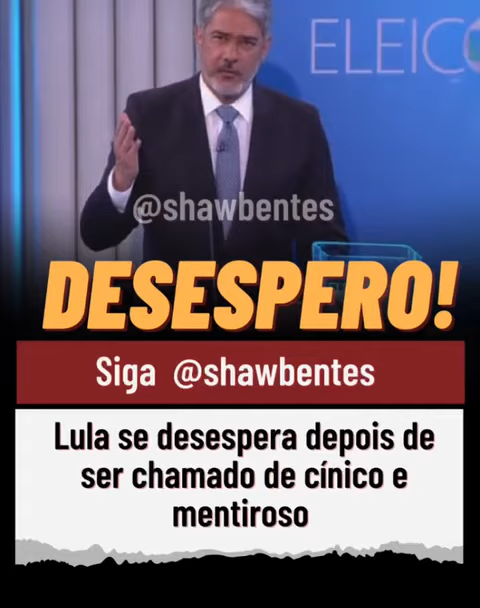 ELEIÇ
@shawbentes
DESESPERO!
Siga @shawbentes
Lula se desespera depois de
ser chamado de cínico e
mentiroso